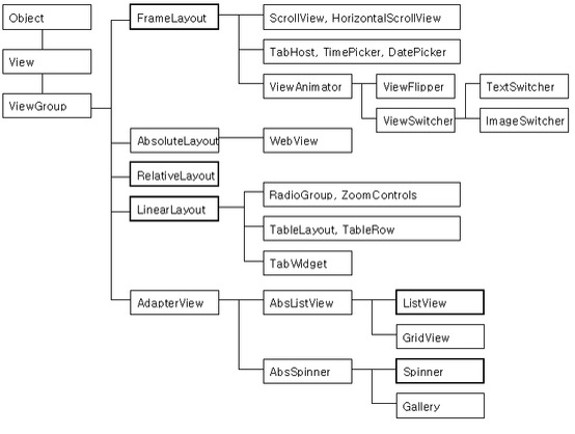 Object
View
ViewGroup
FrameLayout
ScrollView, HorizontalScrollView
TabHost, TimePicker, DatePicker
ViewAnimator
ViewFlipper
TextSwitcher
ViewSwitcher
ImageSwitcher
AbsoluteLayout
WebView
RelativeLayout
LinearLayout
RadioGroup, ZoomControls
TableLayout, TableRow
TabWidget
AdapterView
AbsListView
ListView
GridView
AbsSpinner
Spinner
Gallery